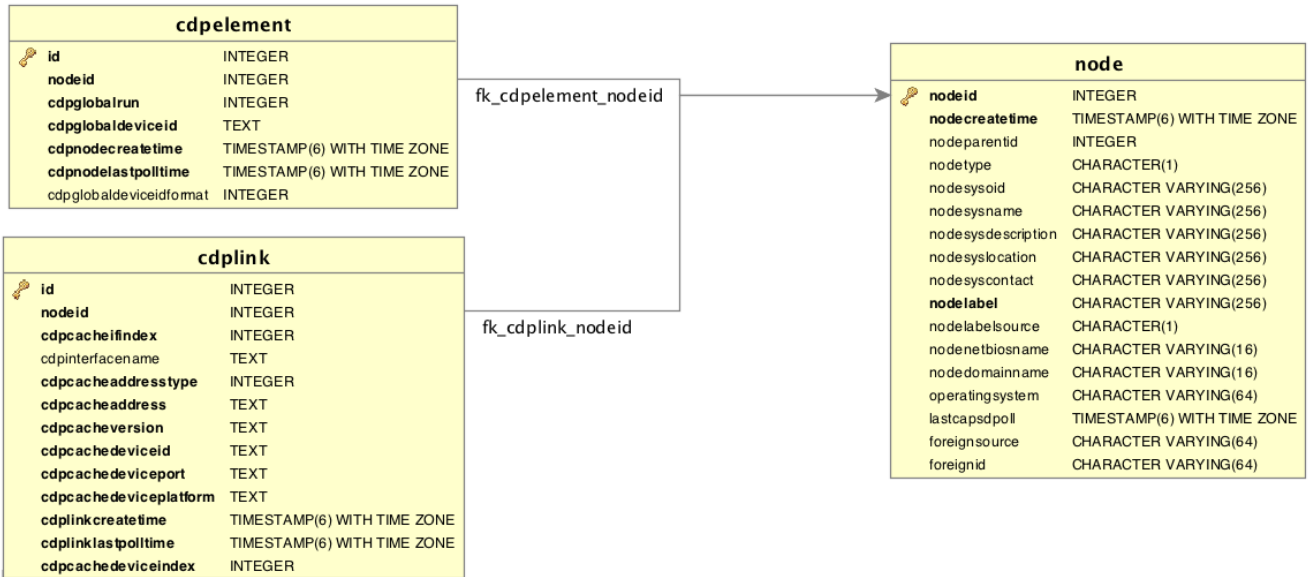 cdpelement
id INTEGER
nodeid INTEGER
cdpglobalrun INTEGER
cdpglobaldeviceid TEXT
cdpnodecreatetime TIMESTAMP(6) WITH TIME ZONE
cdpnodelastpolltime TIMESTAMP(6) WITH TIME ZONE
cdpglobaldeviceidformat INTEGER
fk_cdpelement_nodeid
cdplink
id INTEGER
nodeid INTEGER
cdpcacheifindex INTEGER
cdpinterfacename TEXT
cdpcacheaddresstype INTEGER
cdpcacheaddress TEXT
cdpcacheversion TEXT
cdpcachedeviceid TEXT
cdpcachedeviceport TEXT
cdpcachedeviceplatform TEXT
cdplinkcreatetime TIMESTAMP(6) WITH TIME ZONE
cdplinklastpolltime TIMESTAMP(6) WITH TIME ZONE
cdpcachedeviceindex INTEGER
fk_cdplink_nodeid
node
nodeid INTEGER
nodecreatetime TIMESTAMP(6) WITH TIME ZONE
nodeparentid INTEGER
nodetype CHARACTER(1)
nodesysoid CHARACTER VARYING(256)
nodesysname CHARACTER VARYING(256)
nodesysdescription CHARACTER VARYING(256)
nodesyslocation CHARACTER VARYING(256)
nodesyscontact CHARACTER VARYING(256)
nodelabel CHARACTER VARYING(256)
nodelabelsource CHARACTER(1)
nodenetbiosname CHARACTER VARYING(16)
nodedomainname CHARACTER VARYING(16)
operatingsystem CHARACTER VARYING(64)
lastcapsdpoll TIMESTAMP(6) WITH TIME ZONE
foreignsource CHARACTER VARYING(64)
foreignid CHARACTER VARYING(64)